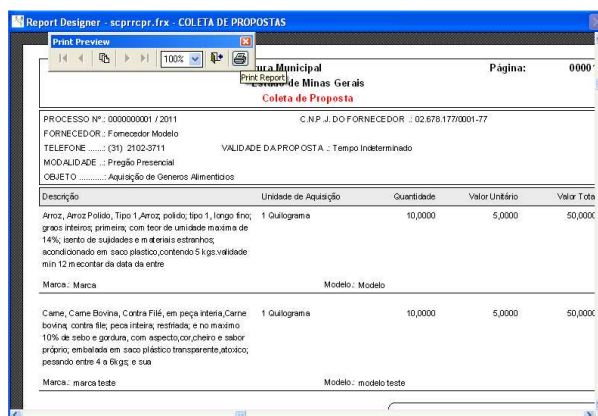 Report Designer - scprrcpr.frx - COLETA DE PROPOSTAS
Print Preview
100%
Print Report
ura Municipal
Página:
0000
Estado de Minas Gerais
Coleta de Proposta
PROCESSO Nº.: 0000000001 / 2011
C.N.P .J. DO FORNECEDOR .: 02.678.177/0001-77
FORNECEDOR.: Fornecedor Modelo
TELEFONE .......: (31) 2102-3711
VALIDADE DA PROPOSTA .: Tempo Indeterminado
MODALIDADE ..: Pregão Presencial
OBJETO ...........: Aquisição de Generos Alimenticios
Descrição Unidade de Aquisição Quantidade Valor Unitário Valor Tota
Arroz, Arroz Polido, Tipo 1,Arroz; polido; tipo 1, longo fino; 1 Quilograma 10,0000 5,0000 50,0000
graos inteiros; primeira; com teor de umidade maxima de
14%; isento de sujidades e materiais estranhos;
acondicionado em saco plastico,contendo 5 kgs.validade
min 12 mecontar da data da entre
Marca.: Marca Modelo.: Modelo
Carne, Carne Bovina, Contra Filé, em peça interia,Carne 1 Quilograma 10,0000 5,0000 50,0000
bovina; contra file; peca inteira; resfriada; e no maximo
10% de sebo e gordura, com aspecto,cor,cheiro e sabor
próprio; embalada em saco plástico transparente,atoxico;
pesando entre 4 a 6kgs; e sua
Marca.: marca teste Modelo.: modelo teste